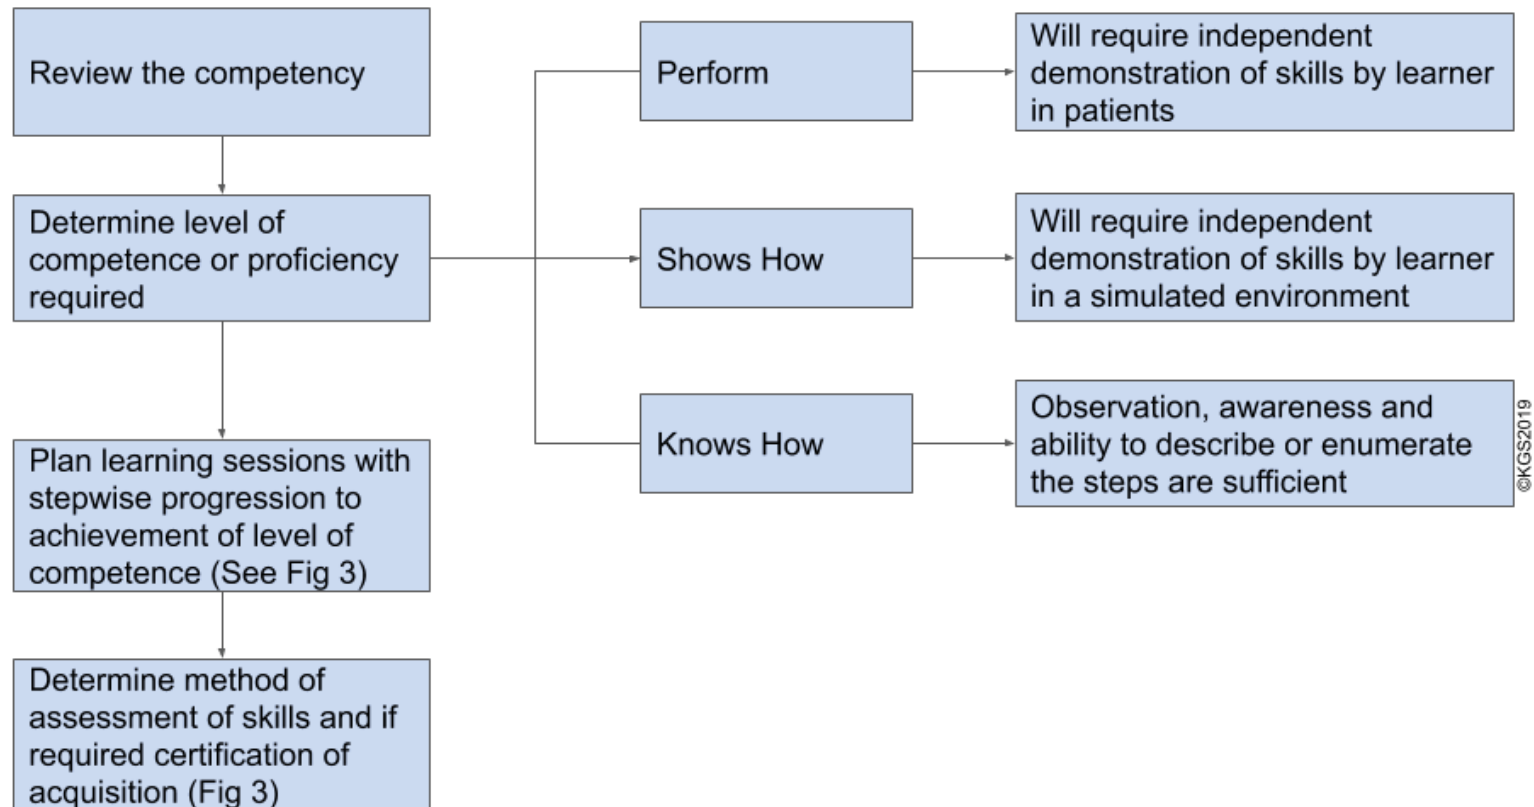 Review the competency
Determine level of
competence or proficiency
required
Plan learning sessions with
stepwise progression to
achievement of level of
competence (See Fig 3)
Determine method of
assessment of skills and if
required certification of
acquisition (Fig 3)
Perform
Will require independent
demonstration of skills by learner
in patients
Shows How
Will require independent
demonstration of skills by learner
in a simulated environment
Knows How
Observation, awareness and
ability to describe or enumerate
the steps are sufficient
©KGS2019